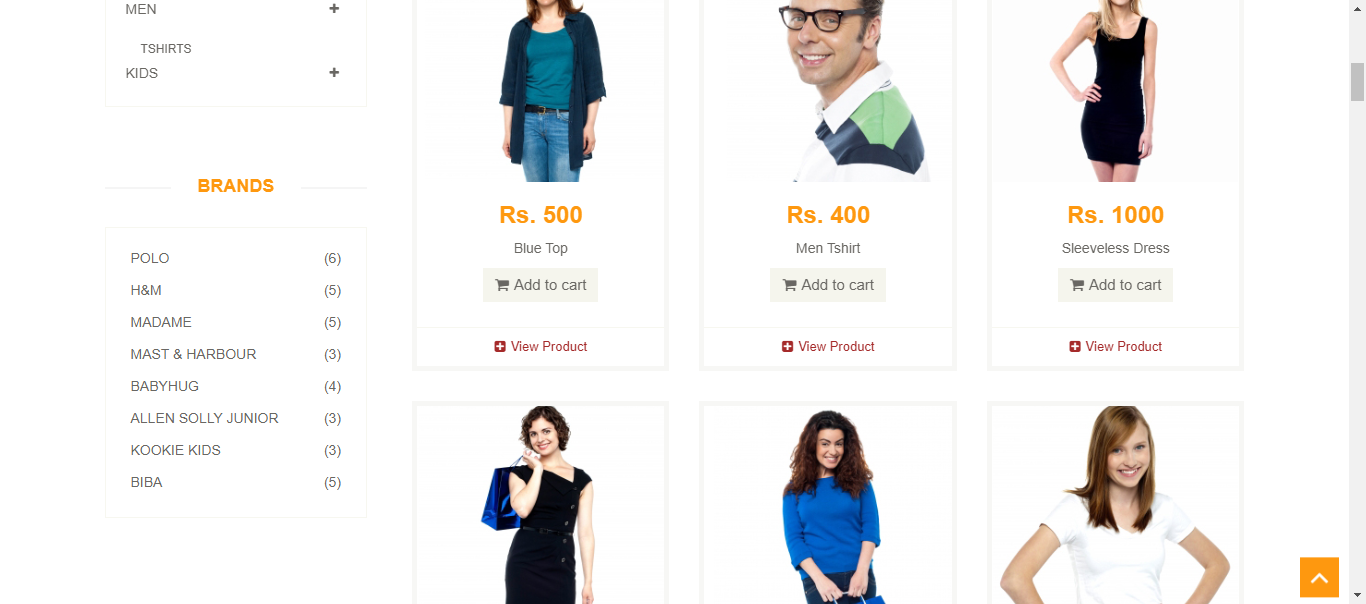 MEN
TSHIRTS
KIDS
BRANDS
POLO (6)
H&M (5)
MADAME (5)
MAST & HARBOUR (3)
BABYHUG (4)
ALLEN SOLLY JUNIOR (3)
KOOKIE KIDS (3)
BIBA (5)
Rs. 500
Blue Top
Add to cart
View Product
Rs. 400
Men Tshirt
Add to cart
View Product
Rs. 1000
Sleeveless Dress
Add to cart
View Product